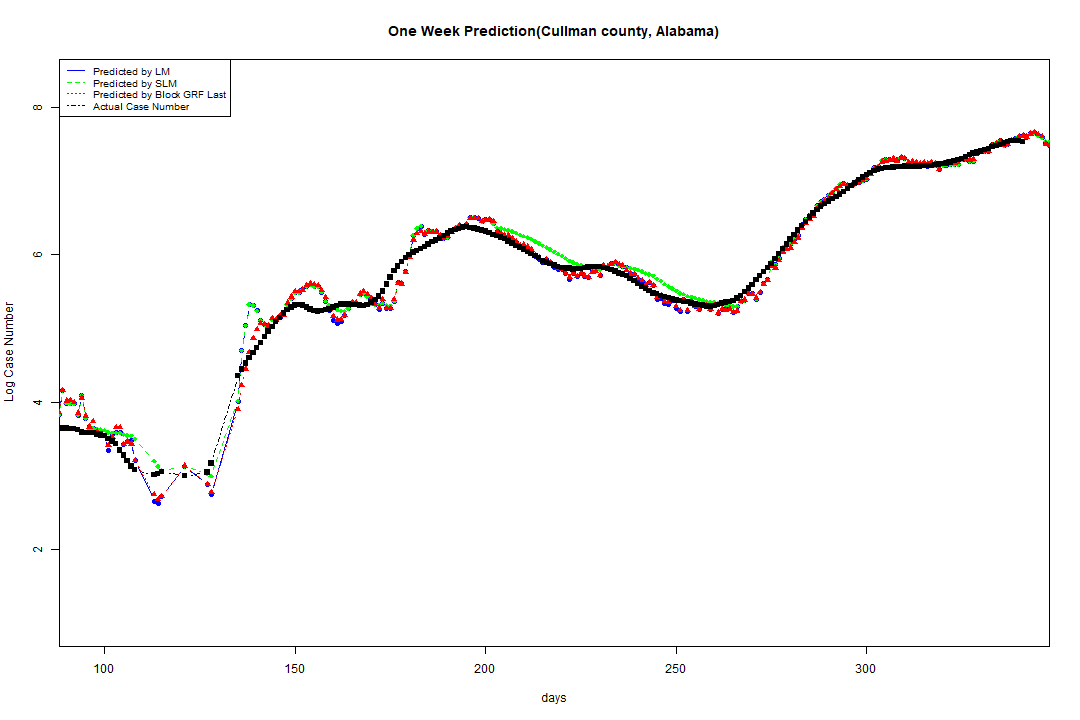 One Week Prediction(Cullman county, Alabama)
Predicted by LM
Predicted by SLM
Predicted by Block GRF Last
Actual Case Number
8
6
4
2
Log Case Number
100 150 200 250 300
days